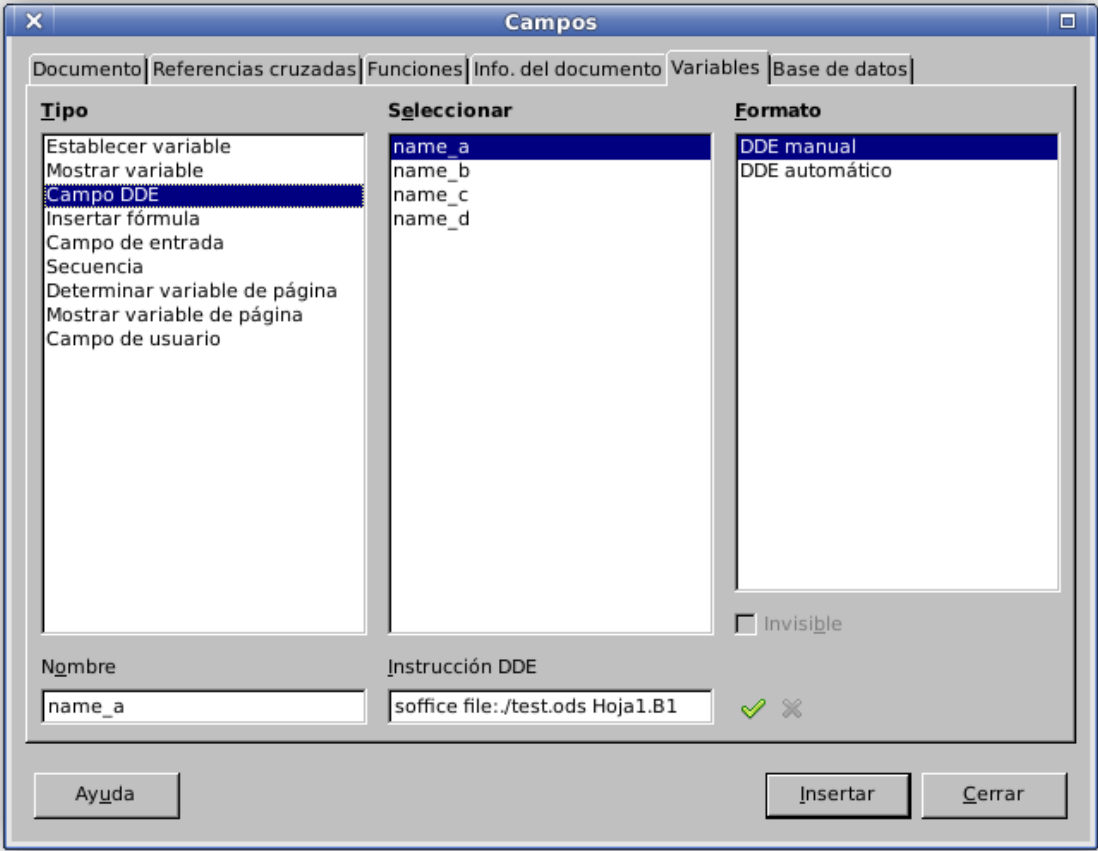 Campos
Documento Referencias cruzadas Funciones Info. del documento Variables Base de datos
Tipo
Establecer variable
Mostrar variable
Campo DDE
Insertar fórmula
Campo de entrada
Secuencia
Determinar variable de página
Mostrar variable de página
Campo de usuario
Seleccionar
name_a
name_b
name_c
name_d
Formato
DDE manual
DDE automático
Invisible
Nombre
name_a
Instrucción DDE
soffice file:./test.ods Hoja1.B1
Ayuda
Insertar
Cerrar